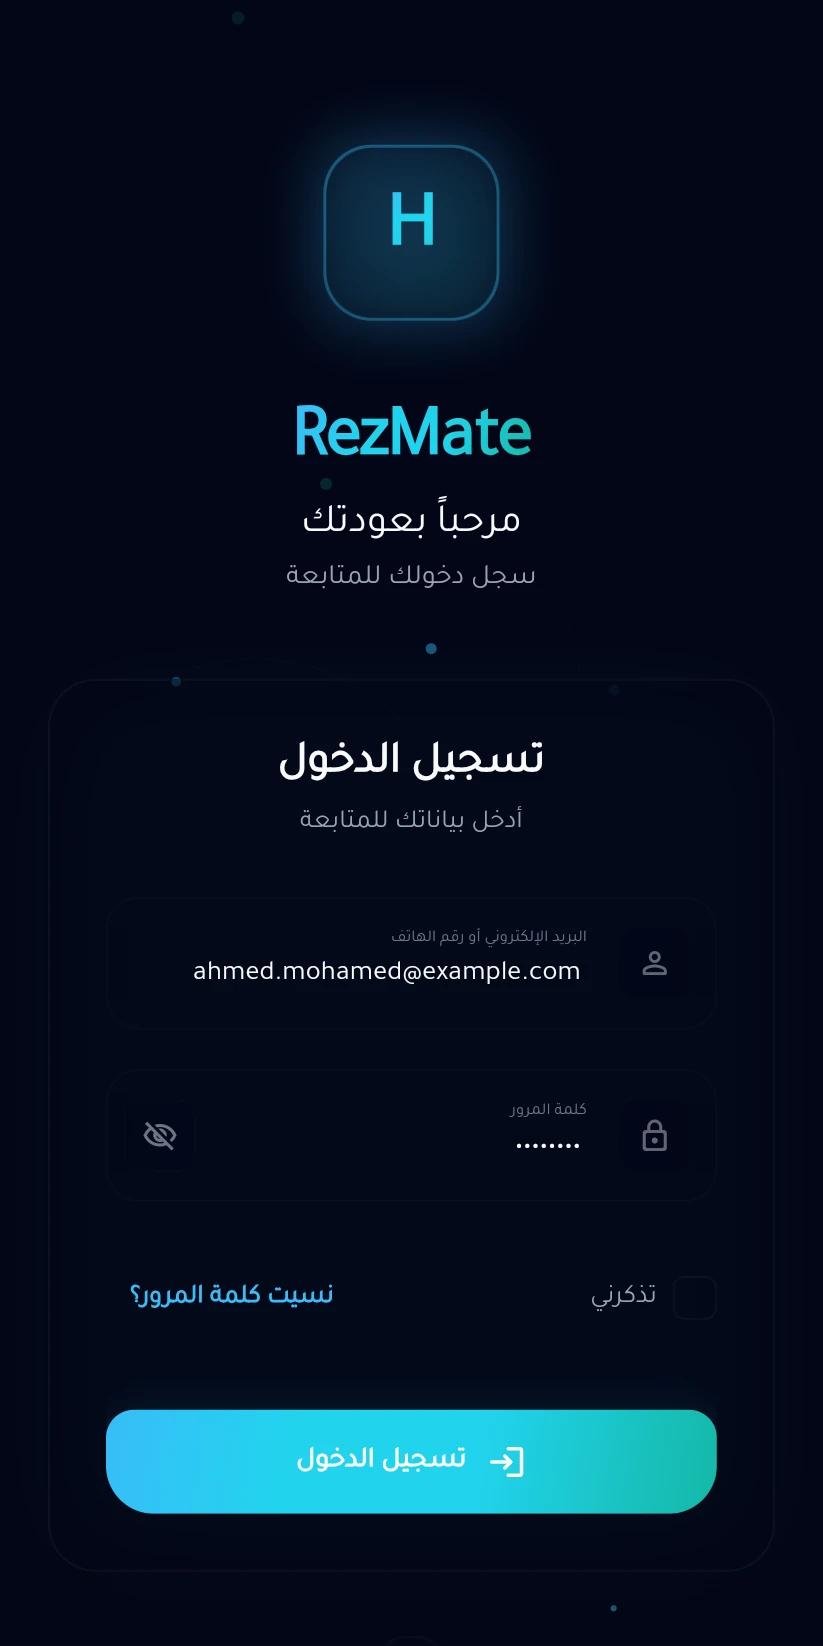 H
RezMate
مرحباً بعودتك
سجل دخولك للمتابعة
تسجيل الدخول
أدخل بياناتك للمتابعة
البريد الإلكتروني أو رقم الهاتف
ahmed.mohamed@example.com
كلمة المرور
........
تذكرني
نسيت كلمة المرور؟
تسجيل الدخول